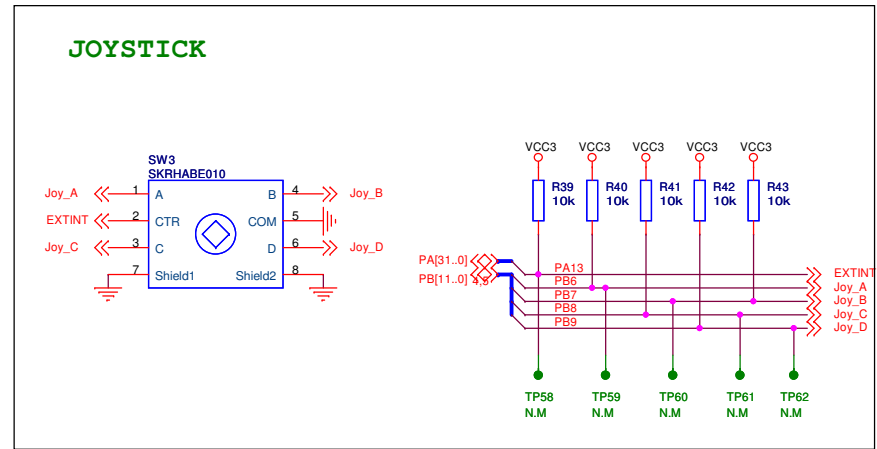 JOYSTICK
SW3
SKRHABE010
Joy_A 1 A B 4 Joy_B
EXTINT 2 CTR COM 5
Joy_C 3 C D 6 Joy_D
7 Shield1 Shield2 8
VCC3 VCC3 VCC3 VCC3 VCC3
R39 R40 R41 R42 R43
10k 10k 10k 10k 10k
PA[31..0]
PB[11..0] 4,5
PA13 EXTINT
PB6 Joy_A
PB7 Joy_B
PB8 Joy_C
PB9 Joy_D
TP58 TP59 TP60 TP61 TP62
N.M N.M N.M N.M N.M